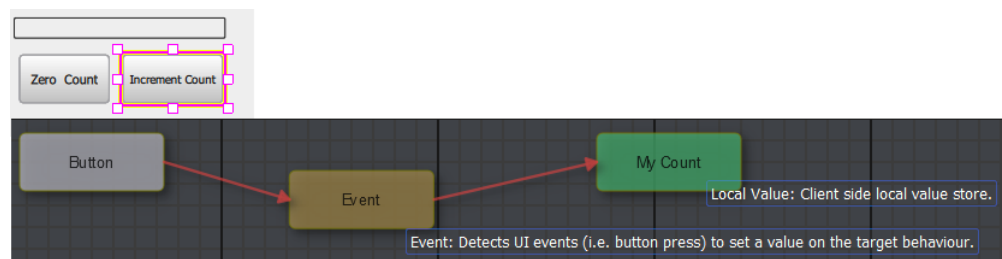 Zero Count
Increment Count
Button
My Count
Event
Local Value: Client side local value store.
Event: Detects UI events (i.e. button press) to set a value on the target behaviour.